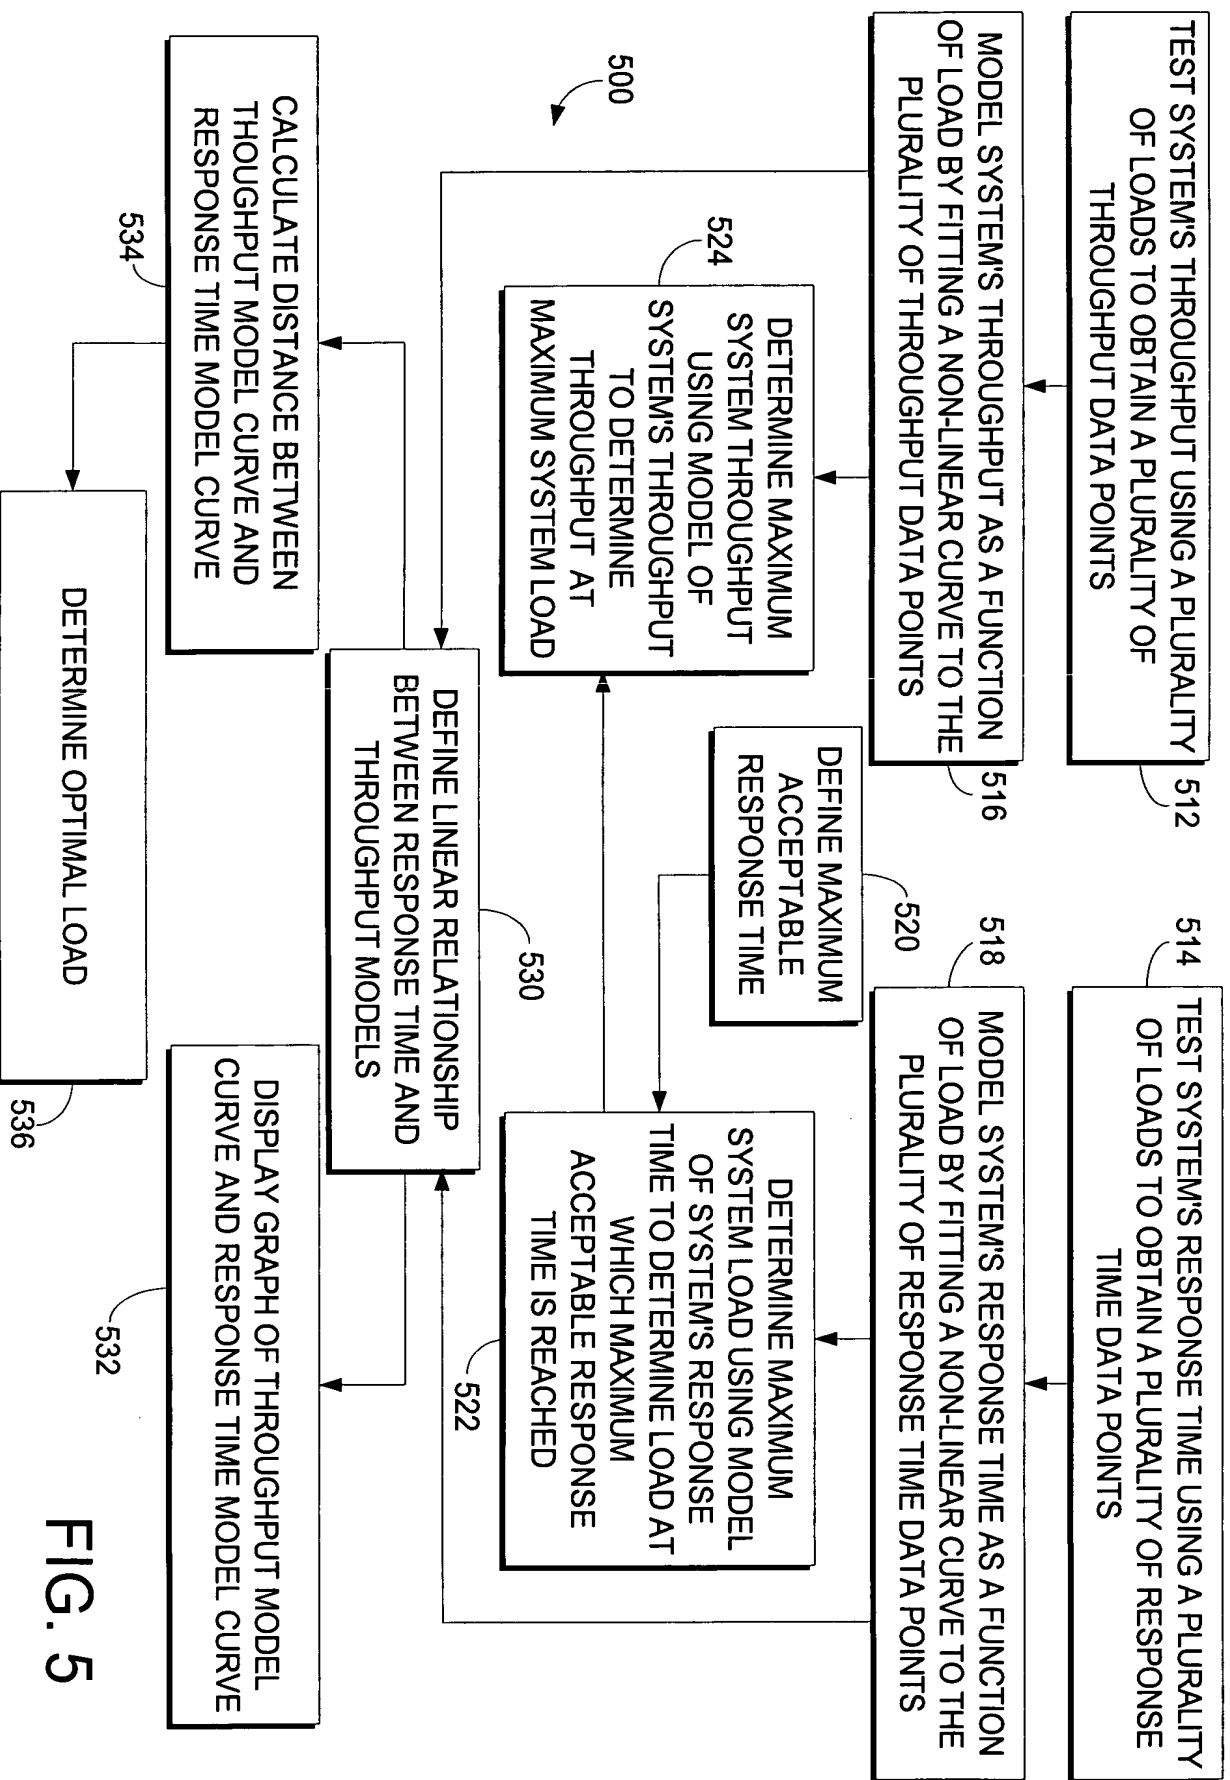 TEST SYSTEM'S THROUGHPUT USING A PLURALITY
OF LOADS TO OBTAIN A PLURALITY OF
THROUGHPUT DATA POINTS
512
TEST SYSTEM'S RESPONSE TIME USING A PLURALITY
OF LOADS TO OBTAIN A PLURALITY OF RESPONSE
TIME DATA POINTS
514
MODEL SYSTEM'S THROUGHPUT AS A FUNCTION
OF LOAD BY FITTING A NON-LINEAR CURVE TO THE
PLURALITY OF THROUGHPUT DATA POINTS
516
MODEL SYSTEM'S RESPONSE TIME AS A FUNCTION
OF LOAD BY FITTING A NON-LINEAR CURVE TO THE
PLURALITY OF RESPONSE TIME DATA POINTS
518
500
524
DETERMINE MAXIMUM
SYSTEM THROUGHPUT
USING MODEL OF
SYSTEM'S THROUGHPUT
TO DETERMINE
THROUGHPUT AT
MAXIMUM SYSTEM LOAD
DEFINE MAXIMUM
ACCEPTABLE
RESPONSE TIME
520
DETERMINE MAXIMUM
SYSTEM LOAD USING MODEL
OF SYSTEM'S RESPONSE
TIME TO DETERMINE LOAD AT
WHICH MAXIMUM
ACCEPTABLE RESPONSE
TIME IS REACHED
522
DEFINE LINEAR RELATIONSHIP
BETWEEN RESPONSE TIME AND
THROUGHPUT MODELS
530
CALCULATE DISTANCE BETWEEN
THOUGHPUT MODEL CURVE AND
RESPONSE TIME MODEL CURVE
534
DISPLAY GRAPH OF THROUGHPUT MODEL
CURVE AND RESPONSE TIME MODEL CURVE
532
DETERMINE OPTIMAL LOAD
536
FIG. 5